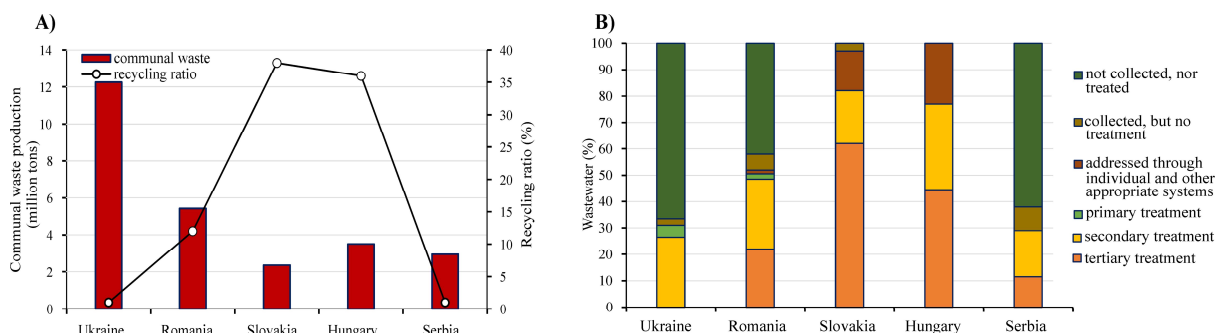 A)
communal waste
recycling ratio
Communal waste production
(million tons)
14
12
10
8
6
4
2
0
40
35
30
25
20
15
10
5
0
Recycling ratio (%)
Ukraine
Romania
Slovakia
Hungary
Serbia
B)
Wastewater (%)
100
90
80
70
60
50
40
30
20
10
0
Ukraine
Romania
Slovakia
Hungary
Serbia
not collected, nor
treated
collected, but no
treatment
addressed through
individual and other
appropriate systems
primary treatment
secondary treatment
tertiary treatment